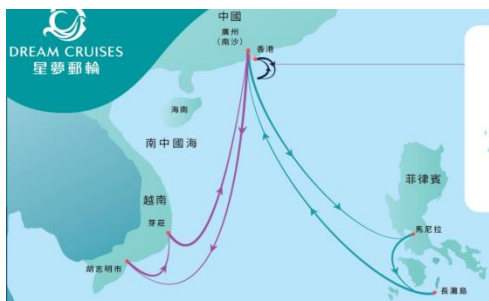 DREAM CRUISES
星夢郵輪
中國
廣州
(南沙)
香港
海南
南中國海
越南
芽莊
胡志明市
菲律賓
馬尼拉
長灘島